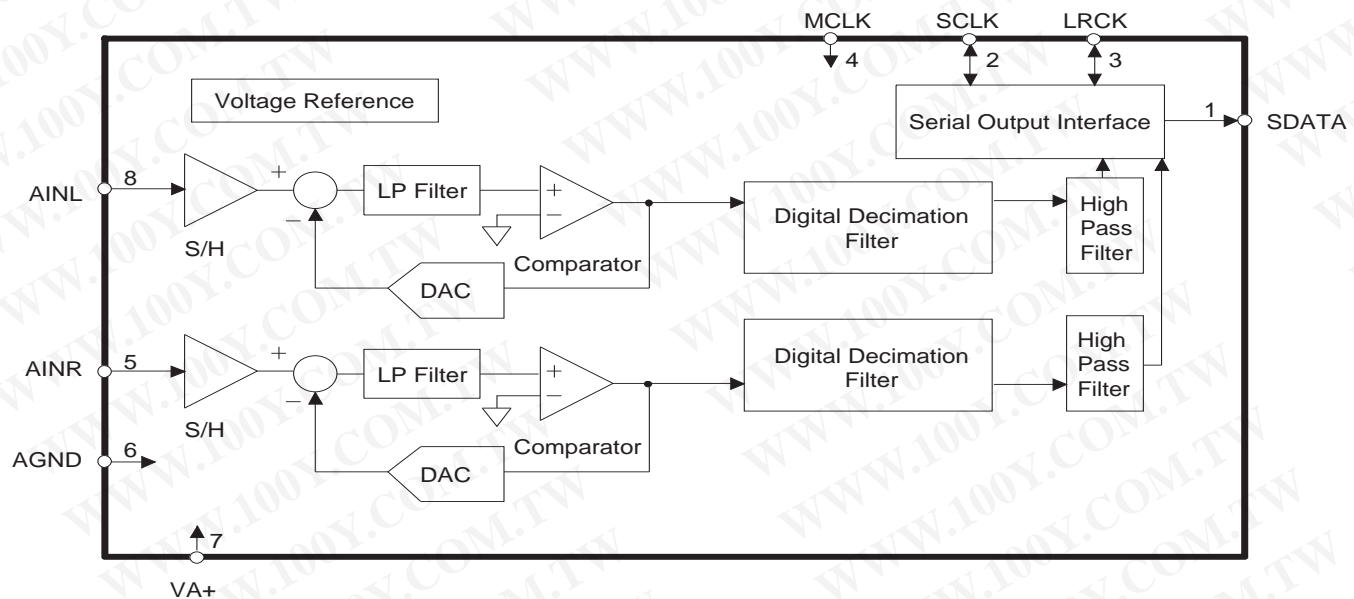 MCLK SCLK LRCK
4 2 3
Voltage Reference
Serial Output Interface
1
SDATA
AINL
8
+
−
S/H
LP Filter
+
−
Comparator
DAC
Digital Decimation
Filter
High
Pass
Filter
AINR
5
+
−
S/H
LP Filter
+
−
Comparator
DAC
Digital Decimation
Filter
High
Pass
Filter
AGND
6
7
VA+
WWW.100Y.COM.TW